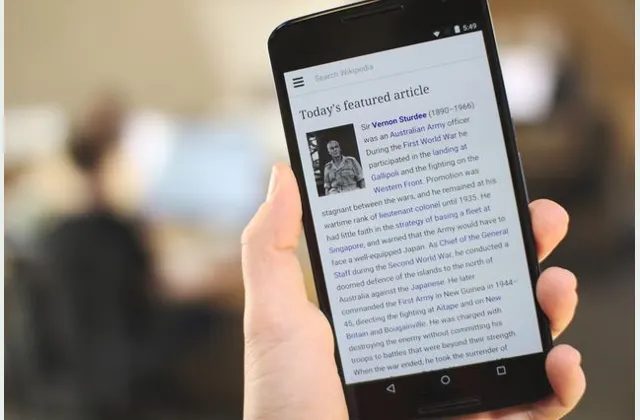 5:49
Search Wikipedia
Today's featured article
Sir Vernon Sturdee (1890–1966)
was an Australian Army officer.
During the First World War he
participated in the landing at
Gallipoli and the fighting on the
Western Front. Promotion was
stagnant between the wars, and he remained at his
wartime rank of lieutenant colonel until 1935. He
had little faith in the strategy of basing a fleet at
Singapore, and warned that the Army would have to
face a well-equipped Japan. As Chief of the General
Staff during the Second World War, he conducted a
doomed defence of the islands to the north of
Australia against the Japanese. He later
commanded the First Army in New Guinea in 1944–
45, directing the fighting at Aitape and on New
Britain and Bougainville. He was charged with
destroying the enemy without committing his
troops to battles that were beyond their strength.
When the war ended, he took the surrender of